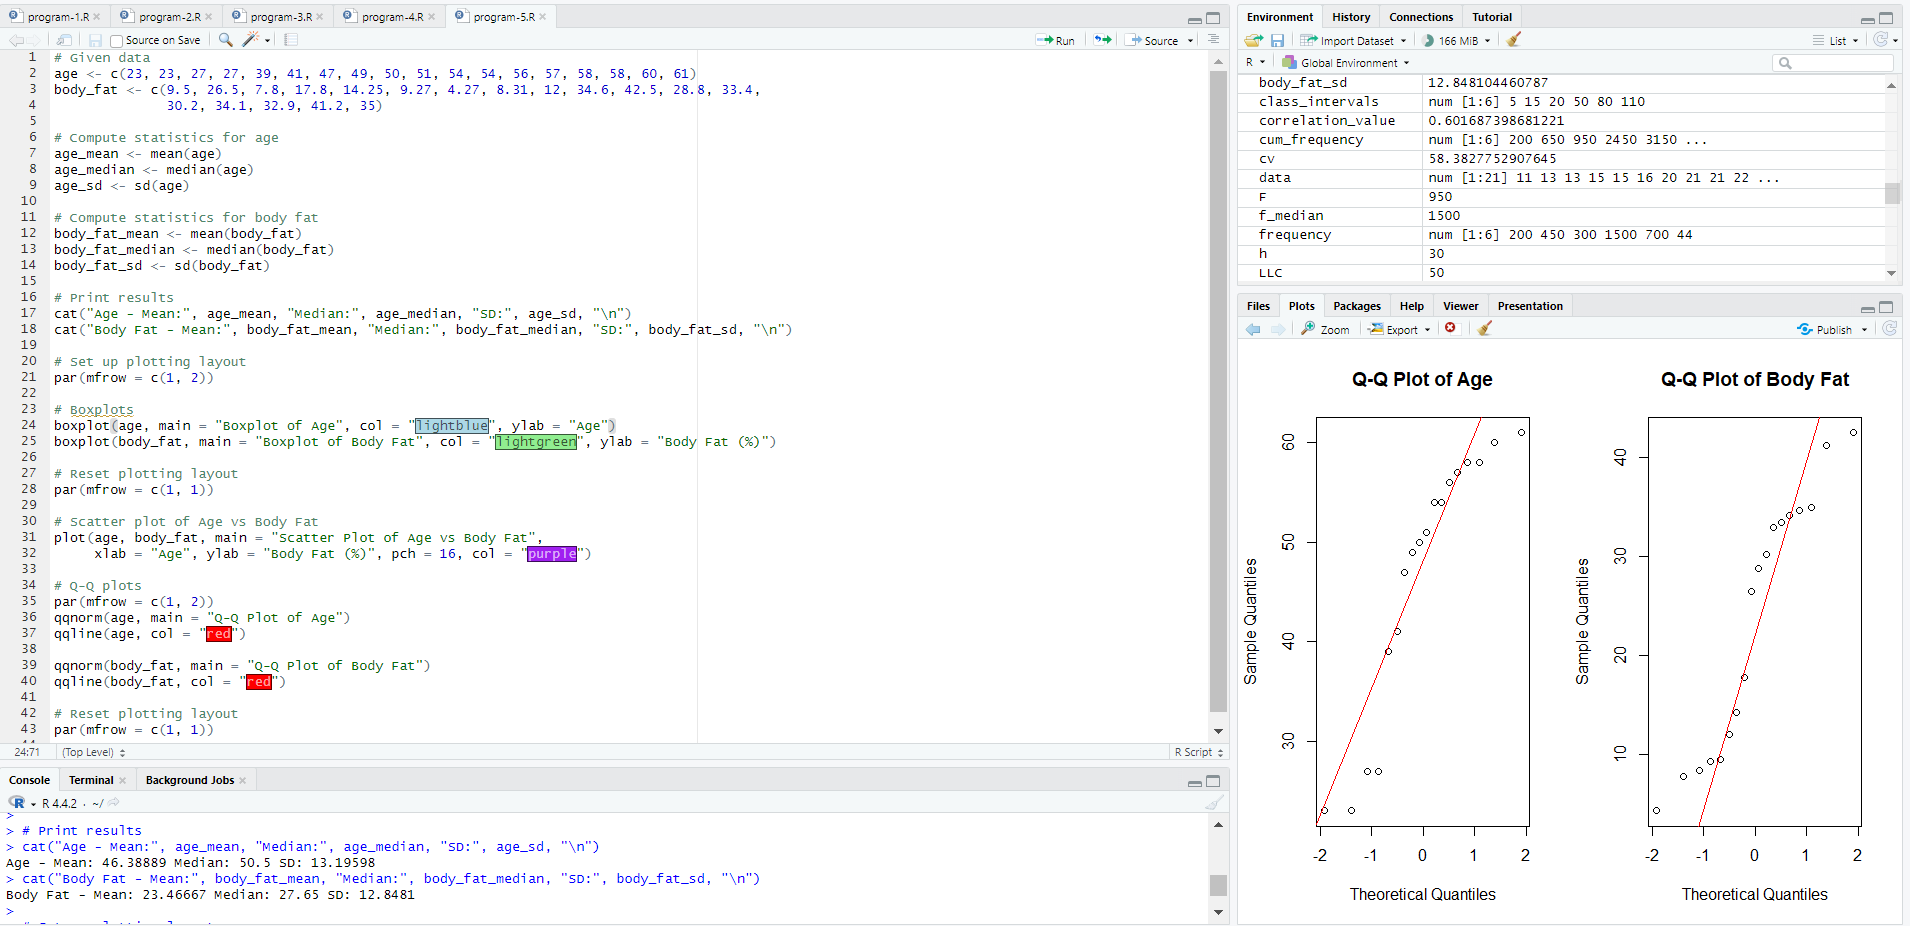 program-1.R program-2.R program-3.R program-4.R program-5.R
Source on Save Run Source
1 # Given data
2 age <- c(23, 23, 27, 27, 39, 41, 47, 49, 50, 51, 54, 54, 56, 57, 58, 58, 60, 61)
3 body_fat <- c(9.5, 26.5, 7.8, 17.8, 14.25, 9.27, 4.27, 8.31, 12, 34.6, 42.5, 28.8, 33.4,
4 30.2, 34.1, 32.9, 41.2, 35)
5
6 # Compute statistics for age
7 age_mean <- mean(age)
8 age_median <- median(age)
9 age_sd <- sd(age)
10
11 # Compute statistics for body fat
12 body_fat_mean <- mean(body_fat)
13 body_fat_median <- median(body_fat)
14 body_fat_sd <- sd(body_fat)
15
16 # Print results
17 cat("Age - Mean:", age_mean, "Median:", age_median, "SD:", age_sd, "\n")
18 cat("Body Fat - Mean:", body_fat_mean, "Median:", body_fat_median, "SD:", body_fat_sd, "\n")
19
20 # Set up plotting layout
21 par(mfrow = c(1, 2))
22
23 # Boxplots
24 boxplot(age, main = "Boxplot of Age", col = "lightblue", ylab = "Age")
25 boxplot(body_fat, main = "Boxplot of Body Fat", col = "lightgreen", ylab = "Body Fat (%)")
26
27 # Reset plotting layout
28 par(mfrow = c(1, 1))
29
30 # Scatter plot of Age vs Body Fat
31 plot(age, body_fat, main = "Scatter Plot of Age vs Body Fat",
32 xlab = "Age", ylab = "Body Fat (%)", pch = 16, col = "purple")
33
34 # Q-Q plots
35 par(mfrow = c(1, 2))
36 qqnorm(age, main = "Q-Q Plot of Age")
37 qqline(age, col = "red")
38
39 qqnorm(body_fat, main = "Q-Q Plot of Body Fat")
40 qqline(body_fat, col = "red")
41
42 # Reset plotting layout
43 par(mfrow = c(1, 1))
24:71 (Top Level) R Script
Console Terminal Background Jobs
R 4.4.2 · ~/
>
> # Print results
> cat("Age - Mean:", age_mean, "Median:", age_median, "SD:", age_sd, "\n")
Age - Mean: 46.38889 Median: 50.5 SD: 13.19598
> cat("Body Fat - Mean:", body_fat_mean, "Median:", body_fat_median, "SD:", body_fat_sd, "\n")
Body Fat - Mean: 23.46667 Median: 27.65 SD: 12.8481
>
Environment History Connections Tutorial
Import Dataset 166 MiB List
R Global Environment
body_fat_sd 12.848104460787
class_intervals num [1:6] 5 15 20 50 80 110
correlation_value 0.601687398681221
cum_frequency num [1:6] 200 650 950 2450 3150 ...
cv 58.3827752907645
data num [1:21] 11 13 13 15 15 16 20 21 21 22 ...
F 950
f_median 1500
frequency num [1:6] 200 450 300 1500 700 44
h 30
LLC 50
Files Plots Packages Help Viewer Presentation
Zoom Export Publish
Q-Q Plot of Age
Sample Quantiles
60
50
40
30
-2 -1 0 1 2
Theoretical Quantiles
Q-Q Plot of Body Fat
Sample Quantiles
40
30
20
10
-2 -1 0 1 2
Theoretical Quantiles